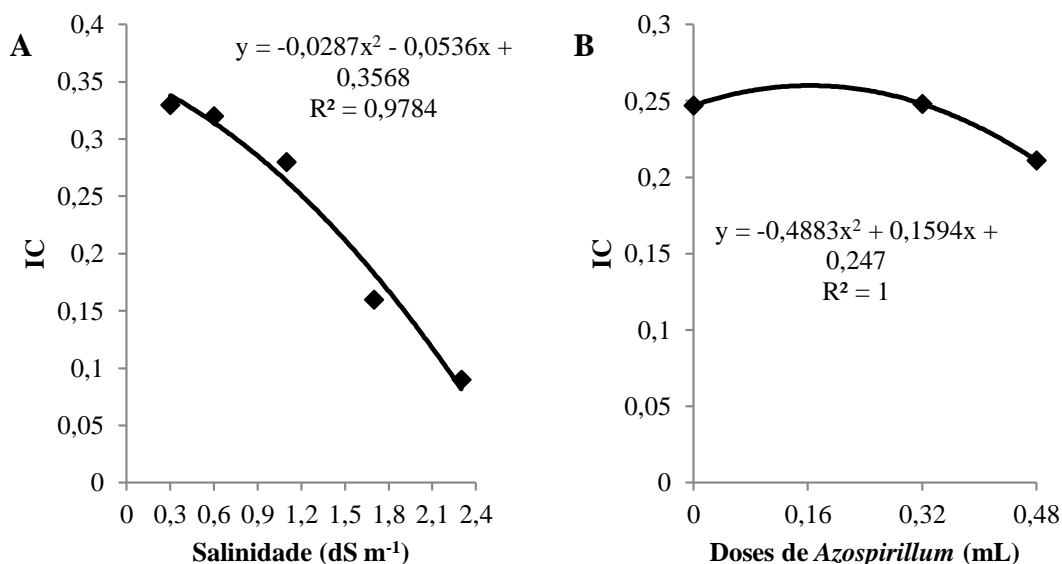 A
y = -0,0287x² - 0,0536x +
0,3568
R² = 0,9784
0,4
0,35
0,3
0,25
0,2
0,15
0,1
0,05
0
IC
0 0,3 0,6 0,9 1,2 1,5 1,8 2,1 2,4
Salinidade (dS m⁻¹)
B
0,3
0,25
0,2
0,15
0,1
0,05
0
IC
y = -0,4883x² + 0,1594x +
0,247
R² = 1
0 0,16 0,32 0,48
Doses de Azospirillum (mL)